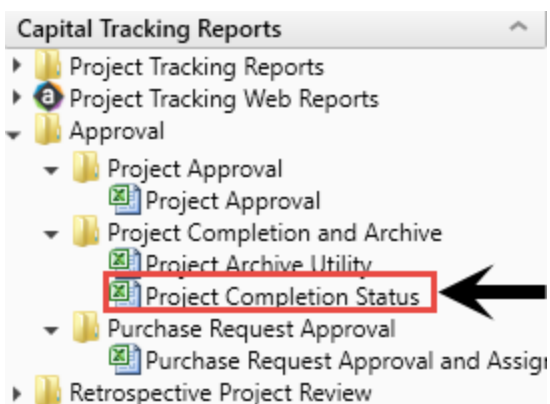 Capital Tracking Reports
Project Tracking Reports
Project Tracking Web Reports
Approval
Project Approval
Project Approval
Project Completion and Archive
Project Archive Utility
Project Completion Status
Purchase Request Approval
Purchase Request Approval and Assign
Retrospective Project Review